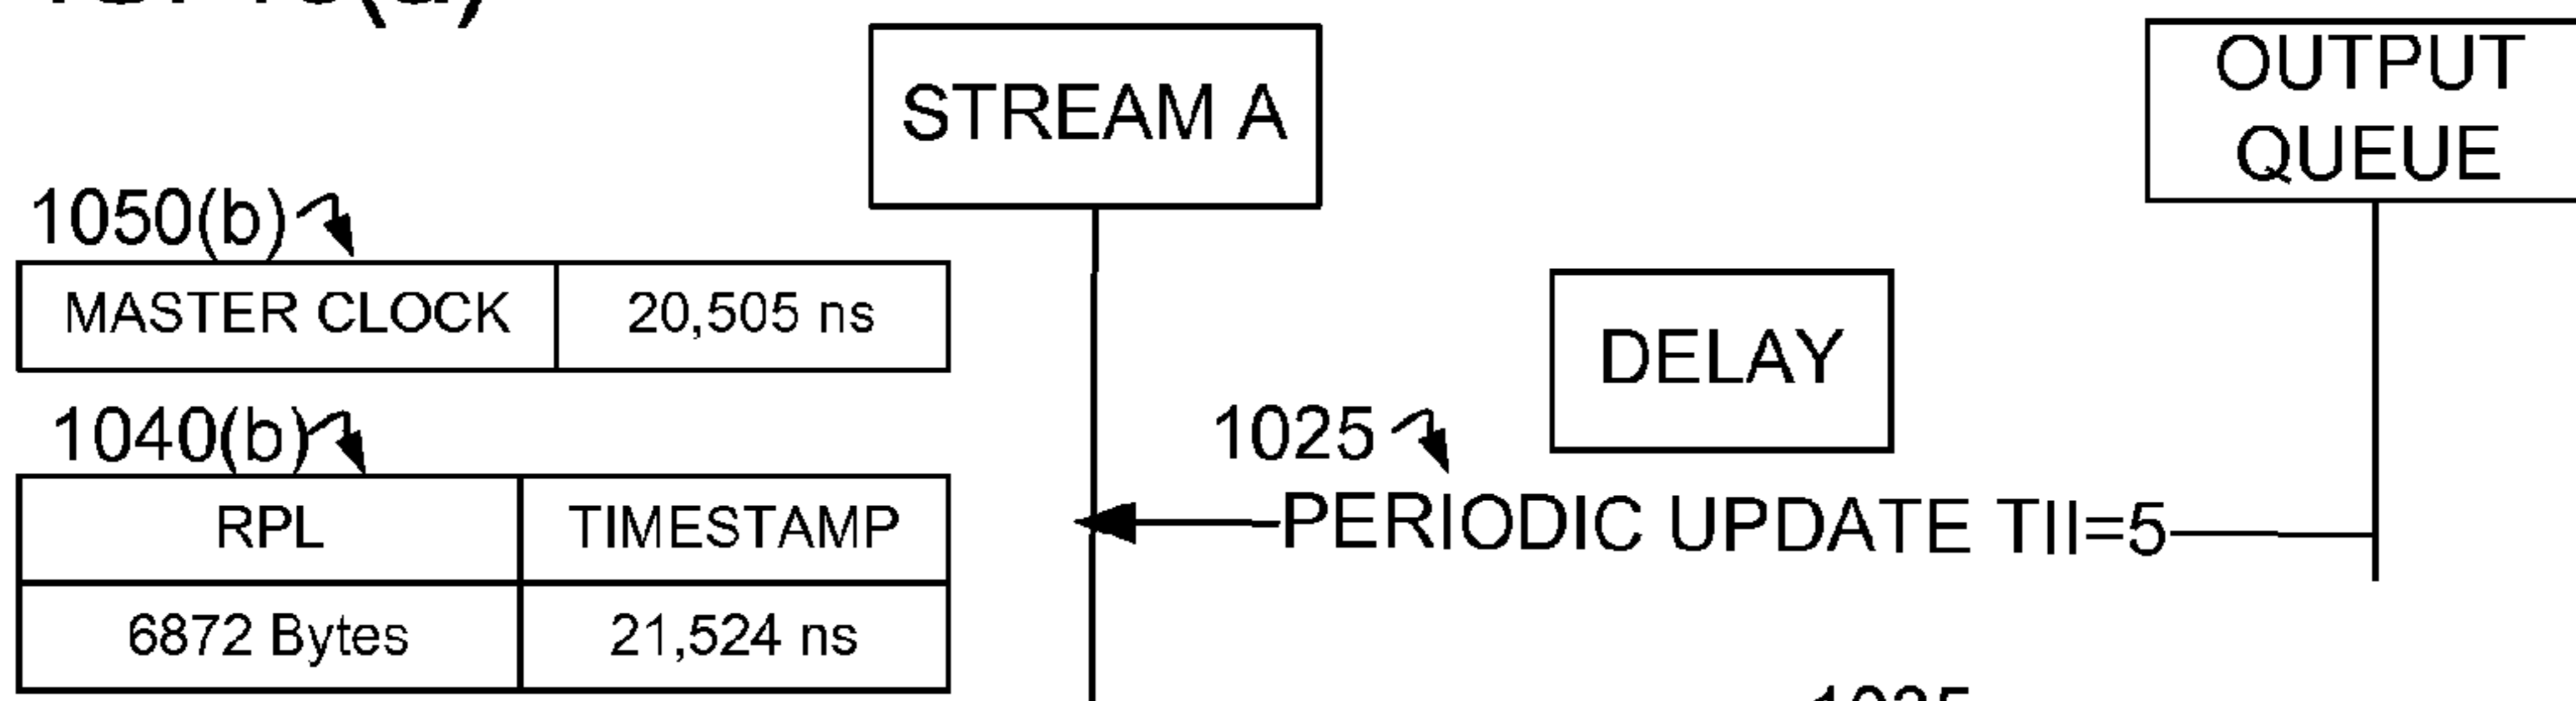 STREAM A
OUTPUT
QUEUE
1050(b)
MASTER CLOCK 20,505 ns
DELAY
1040(b)
1025
RPL TIMESTAMP
PERIODIC UPDATE TII=5
6872 Bytes 21,524 ns